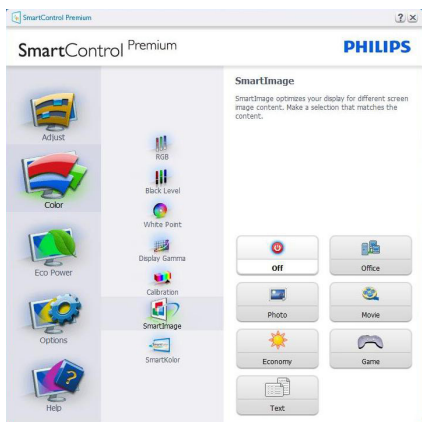 SmartControl Premium
SmartControl Premium
PHILIPS
Adjust
Color
Eco Power
Options
Help
RGB
Black Level
White Point
Display Gamma
Calibration
SmartImage
SmartKolor
SmartImage
SmartImage optimizes your display for different screen
image content. Make a selection that matches the
content.
Off
Office
Photo
Movie
Economy
Game
Text